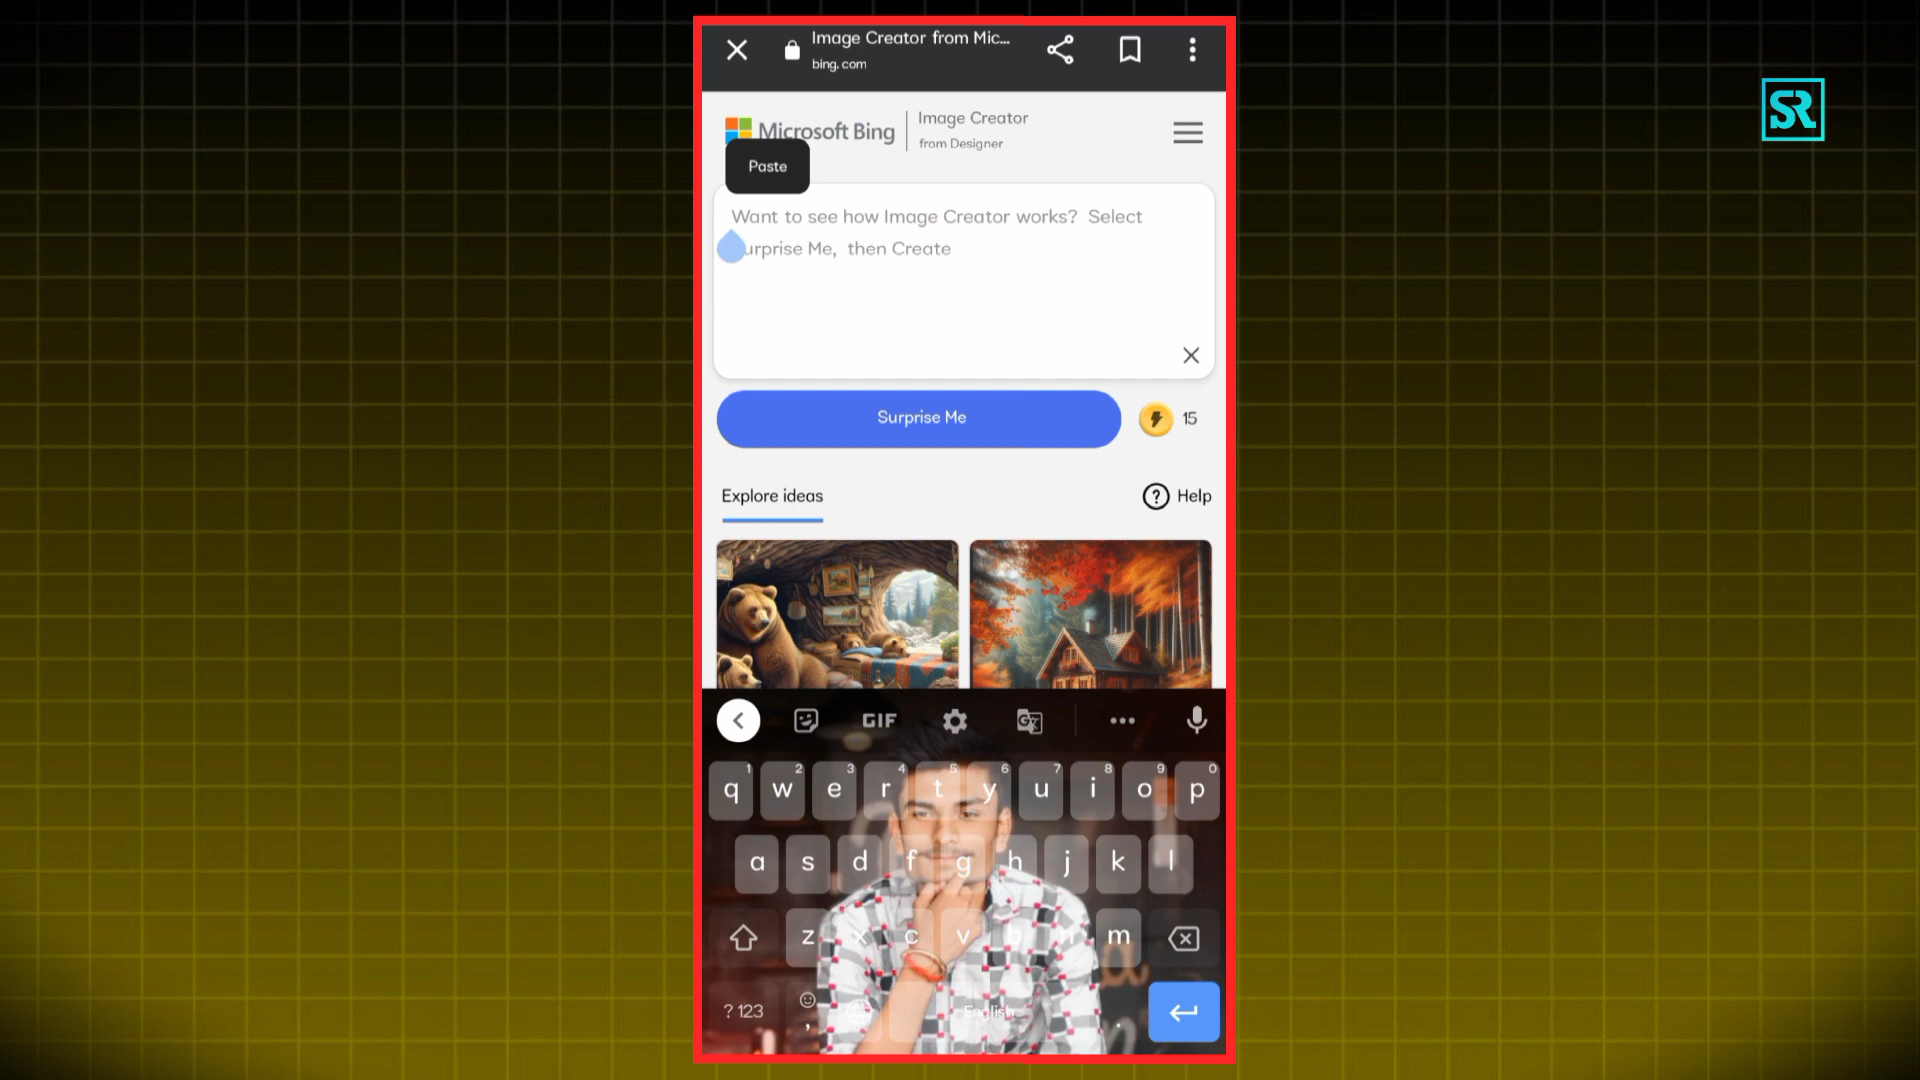 Image Creator from Mic...
bing.com
SR
Microsoft Bing
Image Creator
from Designer
Paste
Want to see how Image Creator works? Select
urprise Me, then Create
Surprise Me
15
Explore ideas
Help
GIF
1 2 3 4 5 6 7 8 9 0
q w e r t y u i o p
a s d f g h j k l
z x c v b n m
?123 , English .